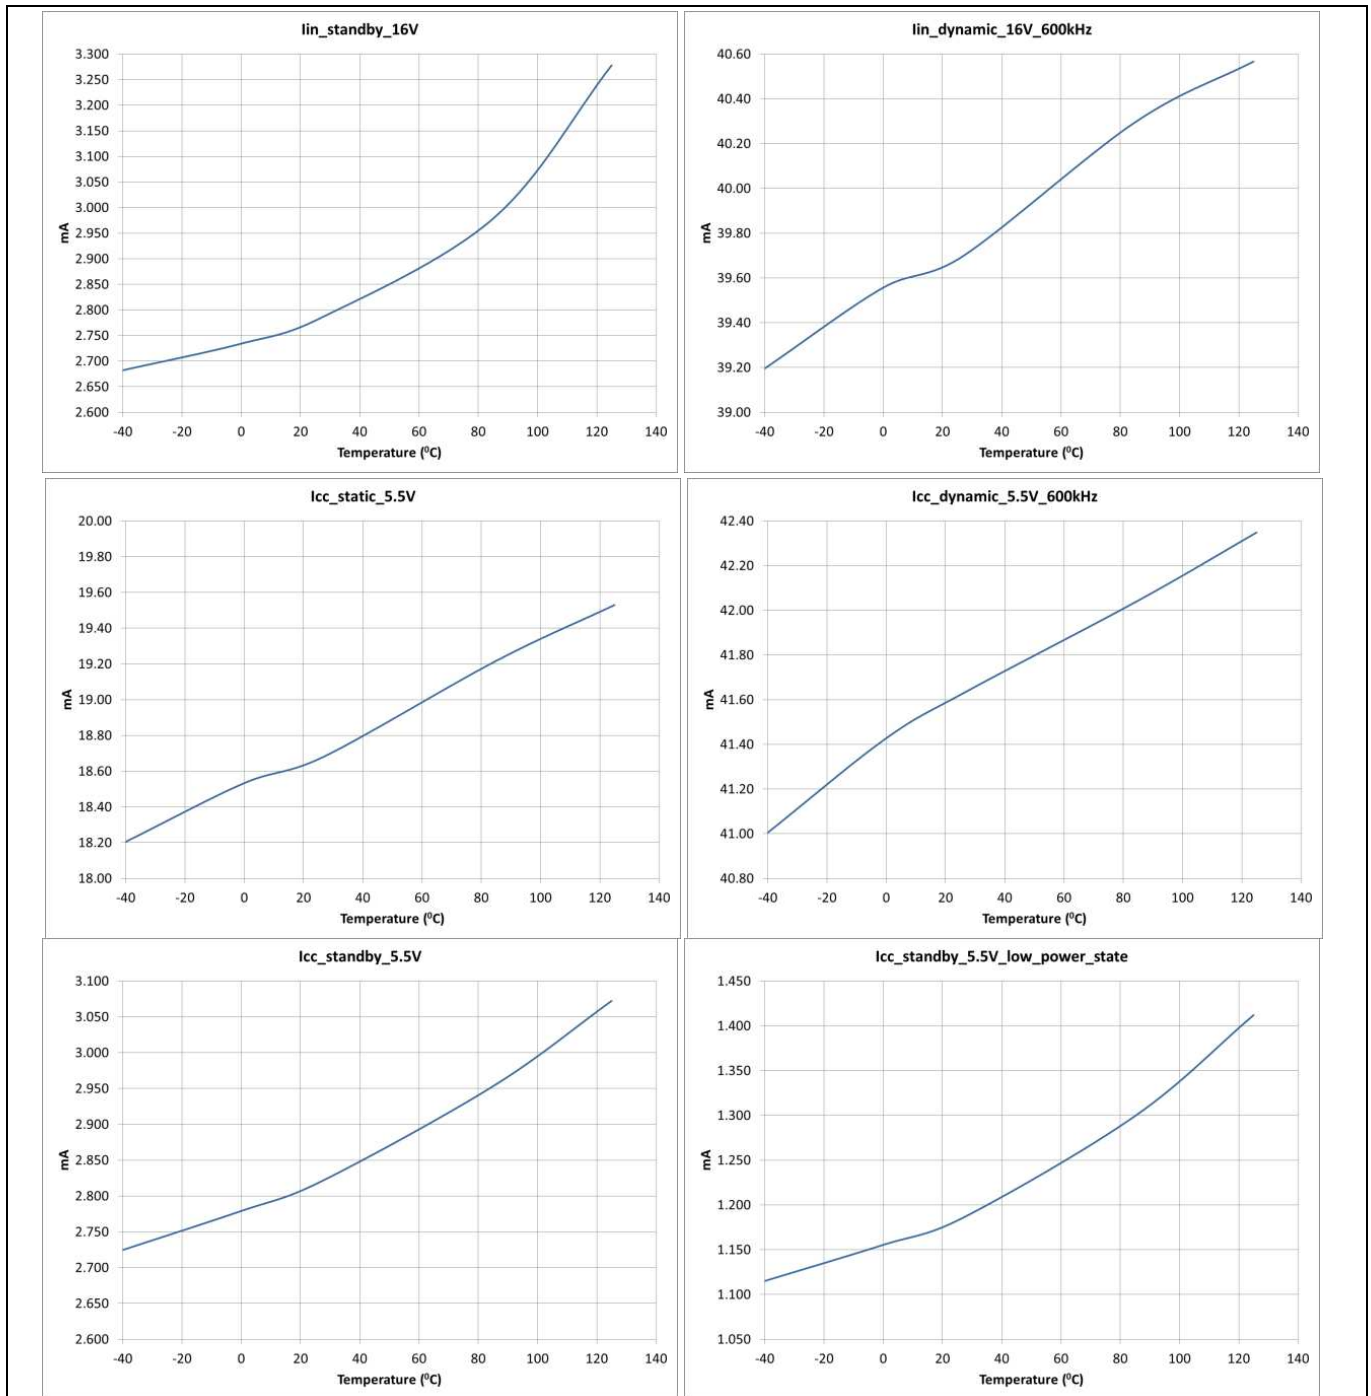 Iin_standby_16V
3.300
3.250
3.200
3.150
3.100
3.050
3.000
2.950
2.900
2.850
2.800
2.750
2.700
2.650
2.600
mA
-40 -20 0 20 40 60 80 100 120 140
Temperature (⁰C)
Iin_dynamic_16V_600kHz
40.60
40.40
40.20
40.00
39.80
39.60
39.40
39.20
39.00
mA
-40 -20 0 20 40 60 80 100 120 140
Temperature (⁰C)
Icc_static_5.5V
20.00
19.80
19.60
19.40
19.20
19.00
18.80
18.60
18.40
18.20
18.00
mA
-40 -20 0 20 40 60 80 100 120 140
Temperature (⁰C)
Icc_dynamic_5.5V_600kHz
42.40
42.20
42.00
41.80
41.60
41.40
41.20
41.00
40.80
mA
-40 -20 0 20 40 60 80 100 120 140
Temperature (⁰C)
Icc_standby_5.5V
3.100
3.050
3.000
2.950
2.900
2.850
2.800
2.750
2.700
2.650
2.600
mA
-40 -20 0 20 40 60 80 100 120 140
Temperature (⁰C)
Icc_standby_5.5V_low_power_state
1.450
1.400
1.350
1.300
1.250
1.200
1.150
1.100
1.050
mA
-40 -20 0 20 40 60 80 100 120 140
Temperature (⁰C)